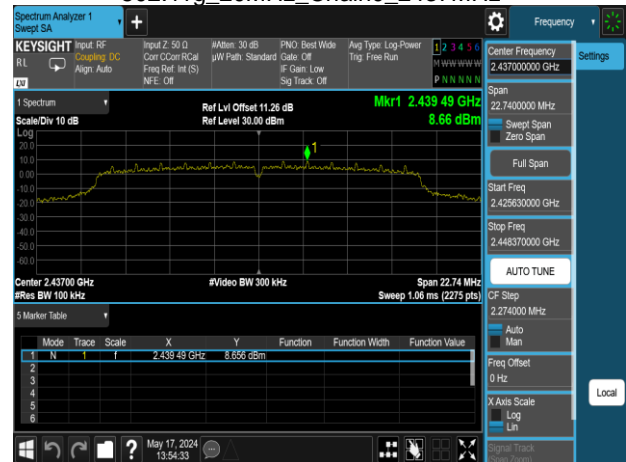 Spectrum Analyzer 1
Swept SA
+
Frequency
KEYSIGHT
RL
LXI
Input: RF
Coupling: DC
Align: Auto
Input Z: 50 Ω
Corr CCorr RCal
Freq Ref: Int (S)
NFE: Off
#Atten: 30 dB
µW Path: Standard
PNO: Best Wide
Gate: Off
IF Gain: Low
Sig Track: Off
Avg Type: Log-Power
Trig: Free Run
1 2 3 4 5 6
M W W W W W
P N N N N N
Center Frequency
2.437000000 GHz
Settings
1 Spectrum
Scale/Div 10 dB
Ref Lvl Offset 11.26 dB
Ref Level 30.00 dBm
Mkr1 2.439 49 GHz
8.66 dBm
Log
20.0
10.0
0.00
-10.0
-20.0
-30.0
-40.0
-50.0
-60.0
1
Center 2.43700 GHz
#Res BW 100 kHz
#Video BW 300 kHz
Span 22.74 MHz
Sweep 1.06 ms (2275 pts)
Span
22.7400000 MHz
Swept Span
Zero Span
Full Span
Start Freq
2.425630000 GHz
Stop Freq
2.448370000 GHz
AUTO TUNE
CF Step
2.274000 MHz
Auto
Man
Freq Offset
0 Hz
X Axis Scale
Log
Lin
Signal Track
(Span Zoom)
Local
5 Marker Table
Mode Trace Scale X Y Function Function Width Function Value
1 N 1 f 2.439 49 GHz 8.656 dBm
2
3
4
5
6
?
May 17, 2024
13:54:33